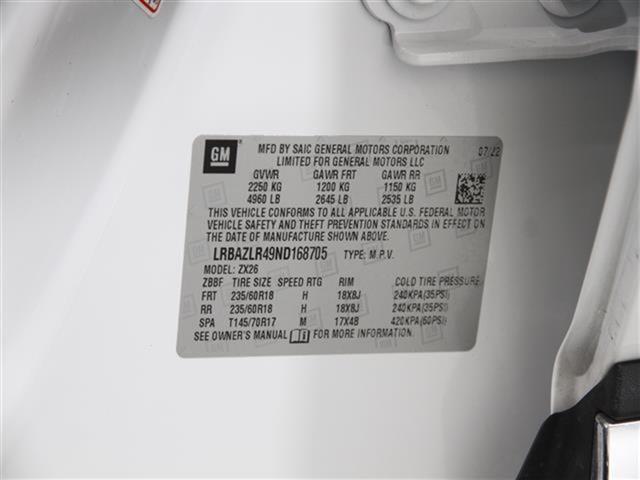 GM
MFD BY SAIC GENERAL MOTORS CORPORATION
LIMITED FOR GENERAL MOTORS LLC
07/22
GVWR GAWR FRT GAWR RR
2250 KG 1200 KG 1150 KG
4960 LB 2645 LB 2535 LB
THIS VEHICLE CONFORMS TO ALL APPLICABLE U.S. FEDERAL MOTOR
VEHICLE SAFETY AND THEFT PREVENTION STANDARDS IN EFFECT ON
THE DATE OF MANUFACTURE SHOWN ABOVE.
LRBAZLR49ND168705 TYPE: M.P.V.
MODEL: ZX26
ZBBF TIRE SIZE SPEED RTG RIM COLD TIRE PRESSURE
FRT 235/60R18 H 18X8J 240KPA(35PSI)
RR 235/60R18 H 18X8J 240KPA(35PSI)
SPA T145/70R17 M 17X4B 420KPA(60PSI)
SEE OWNER'S MANUAL FOR MORE INFORMATION.